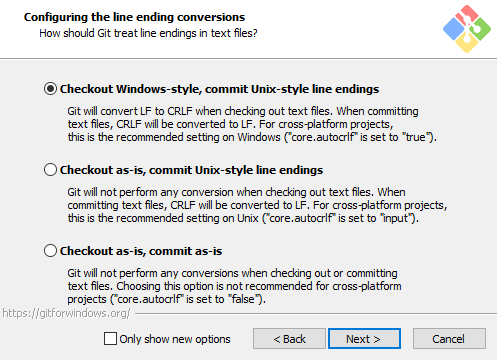 Configuring the line ending conversions
How should Git treat line endings in text files?
Checkout Windows-style, commit Unix-style line endings
Git will convert LF to CRLF when checking out text files. When committing
text files, CRLF will be converted to LF. For cross-platform projects,
this is the recommended setting on Windows ("core.autocrlf" is set to "true").
Checkout as-is, commit Unix-style line endings
Git will not perform any conversion when checking out text files. When
committing text files, CRLF will be converted to LF. For cross-platform projects,
this is the recommended setting on Unix ("core.autocrlf" is set to "input").
Checkout as-is, commit as-is
Git will not perform any conversions when checking out or committing
text files. Choosing this option is not recommended for cross-platform
projects ("core.autocrlf" is set to "false").
https://gitforwindows.org/
Only show new options
< Back
Next >
Cancel